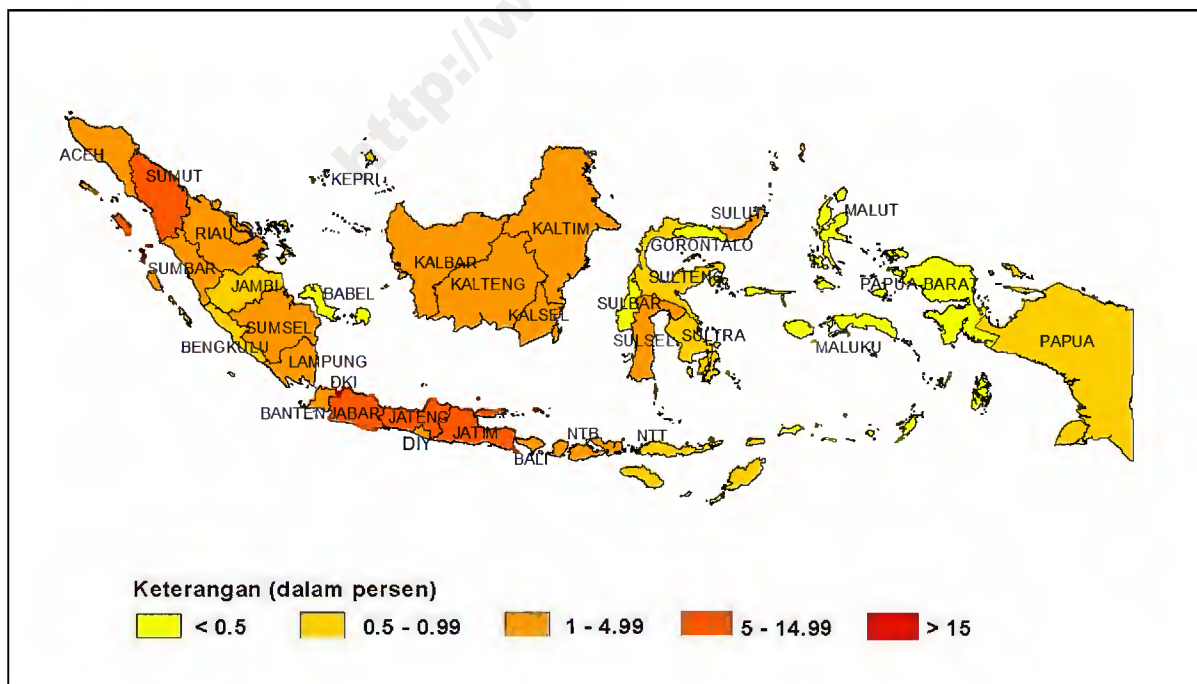 http://w
ACEH
SUMUT
KEPRI
RIAU
SUMBAR
JAMBI
BABEL
SUMSEL
BENGKULU
LAMPUNG
DKI
BANTEN
JABAR
JATENG
DIY
JATIM
BALI
NTB
NTT
KALBAR
KALTENG
KALTIM
KALSEL
SULUT
GORONTALO
SULTENG
SULBAR
SULSEL
SULTRA
MALUT
MALUKU
PAPUA BARAT
PAPUA
Keterangan (dalam persen)
< 0.5 0.5 - 0.99 1 - 4.99 5 - 14.99 > 15